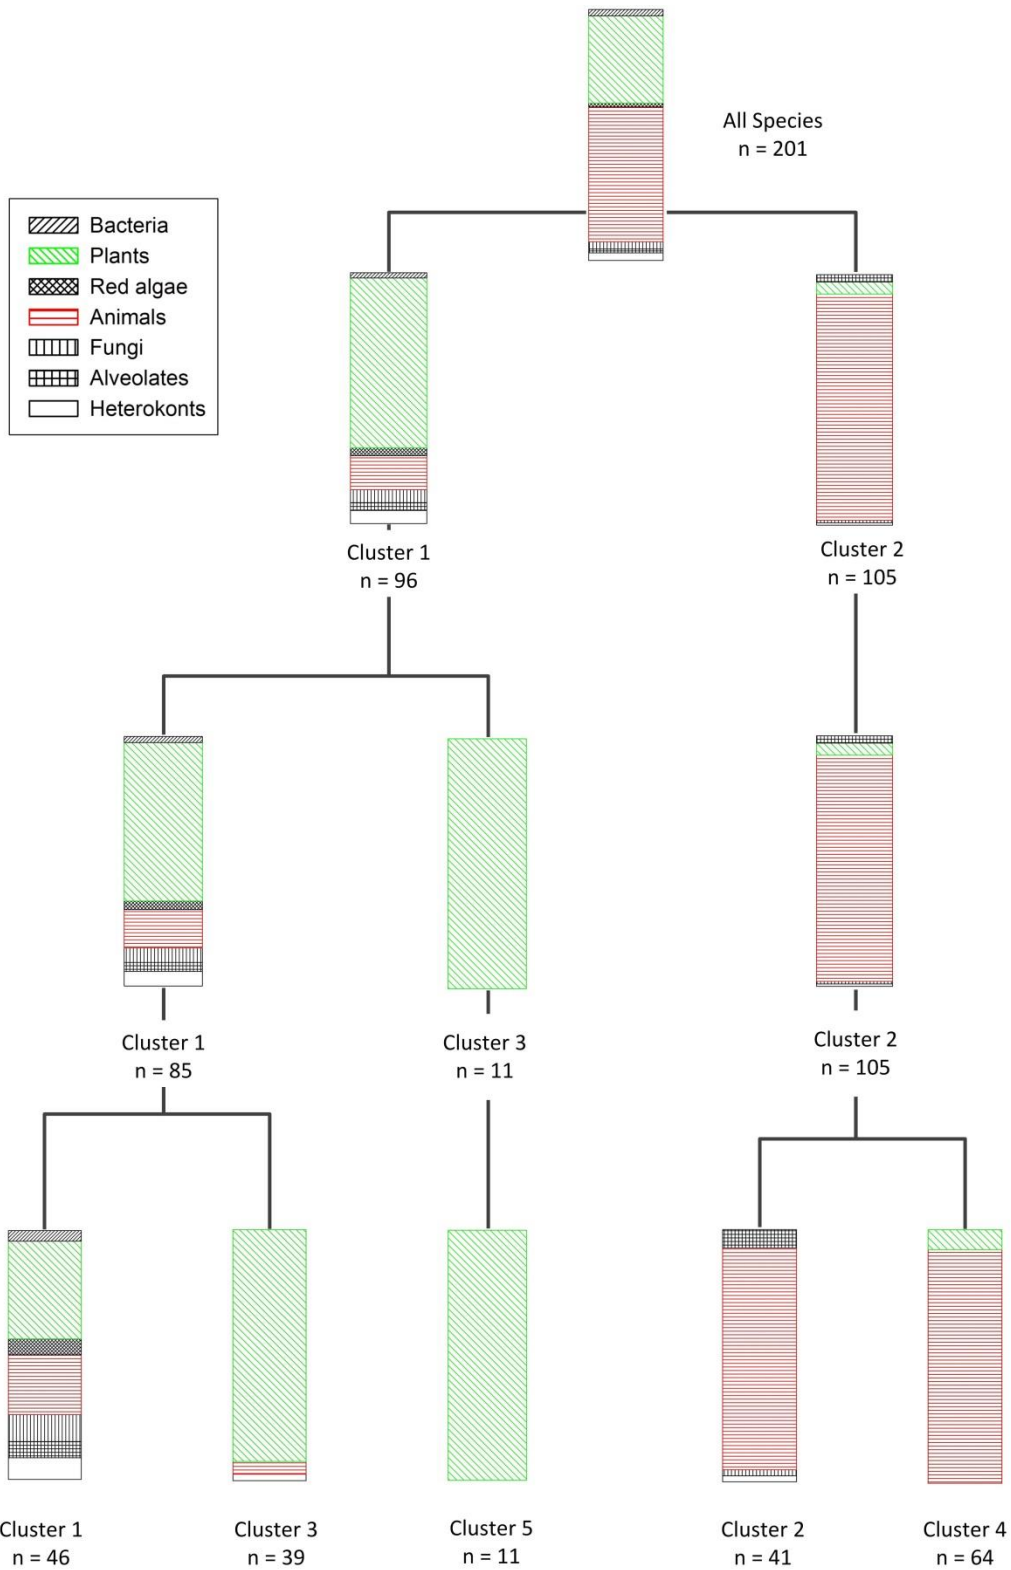 All Species
n = 201
Bacteria
Plants
Red algae
Animals
Fungi
Alveolates
Heterokonts
Cluster 1
n = 96
Cluster 2
n = 105
Cluster 1
n = 85
Cluster 3
n = 11
Cluster 2
n = 105
Cluster 1
n = 46
Cluster 3
n = 39
Cluster 5
n = 11
Cluster 2
n = 41
Cluster 4
n = 64